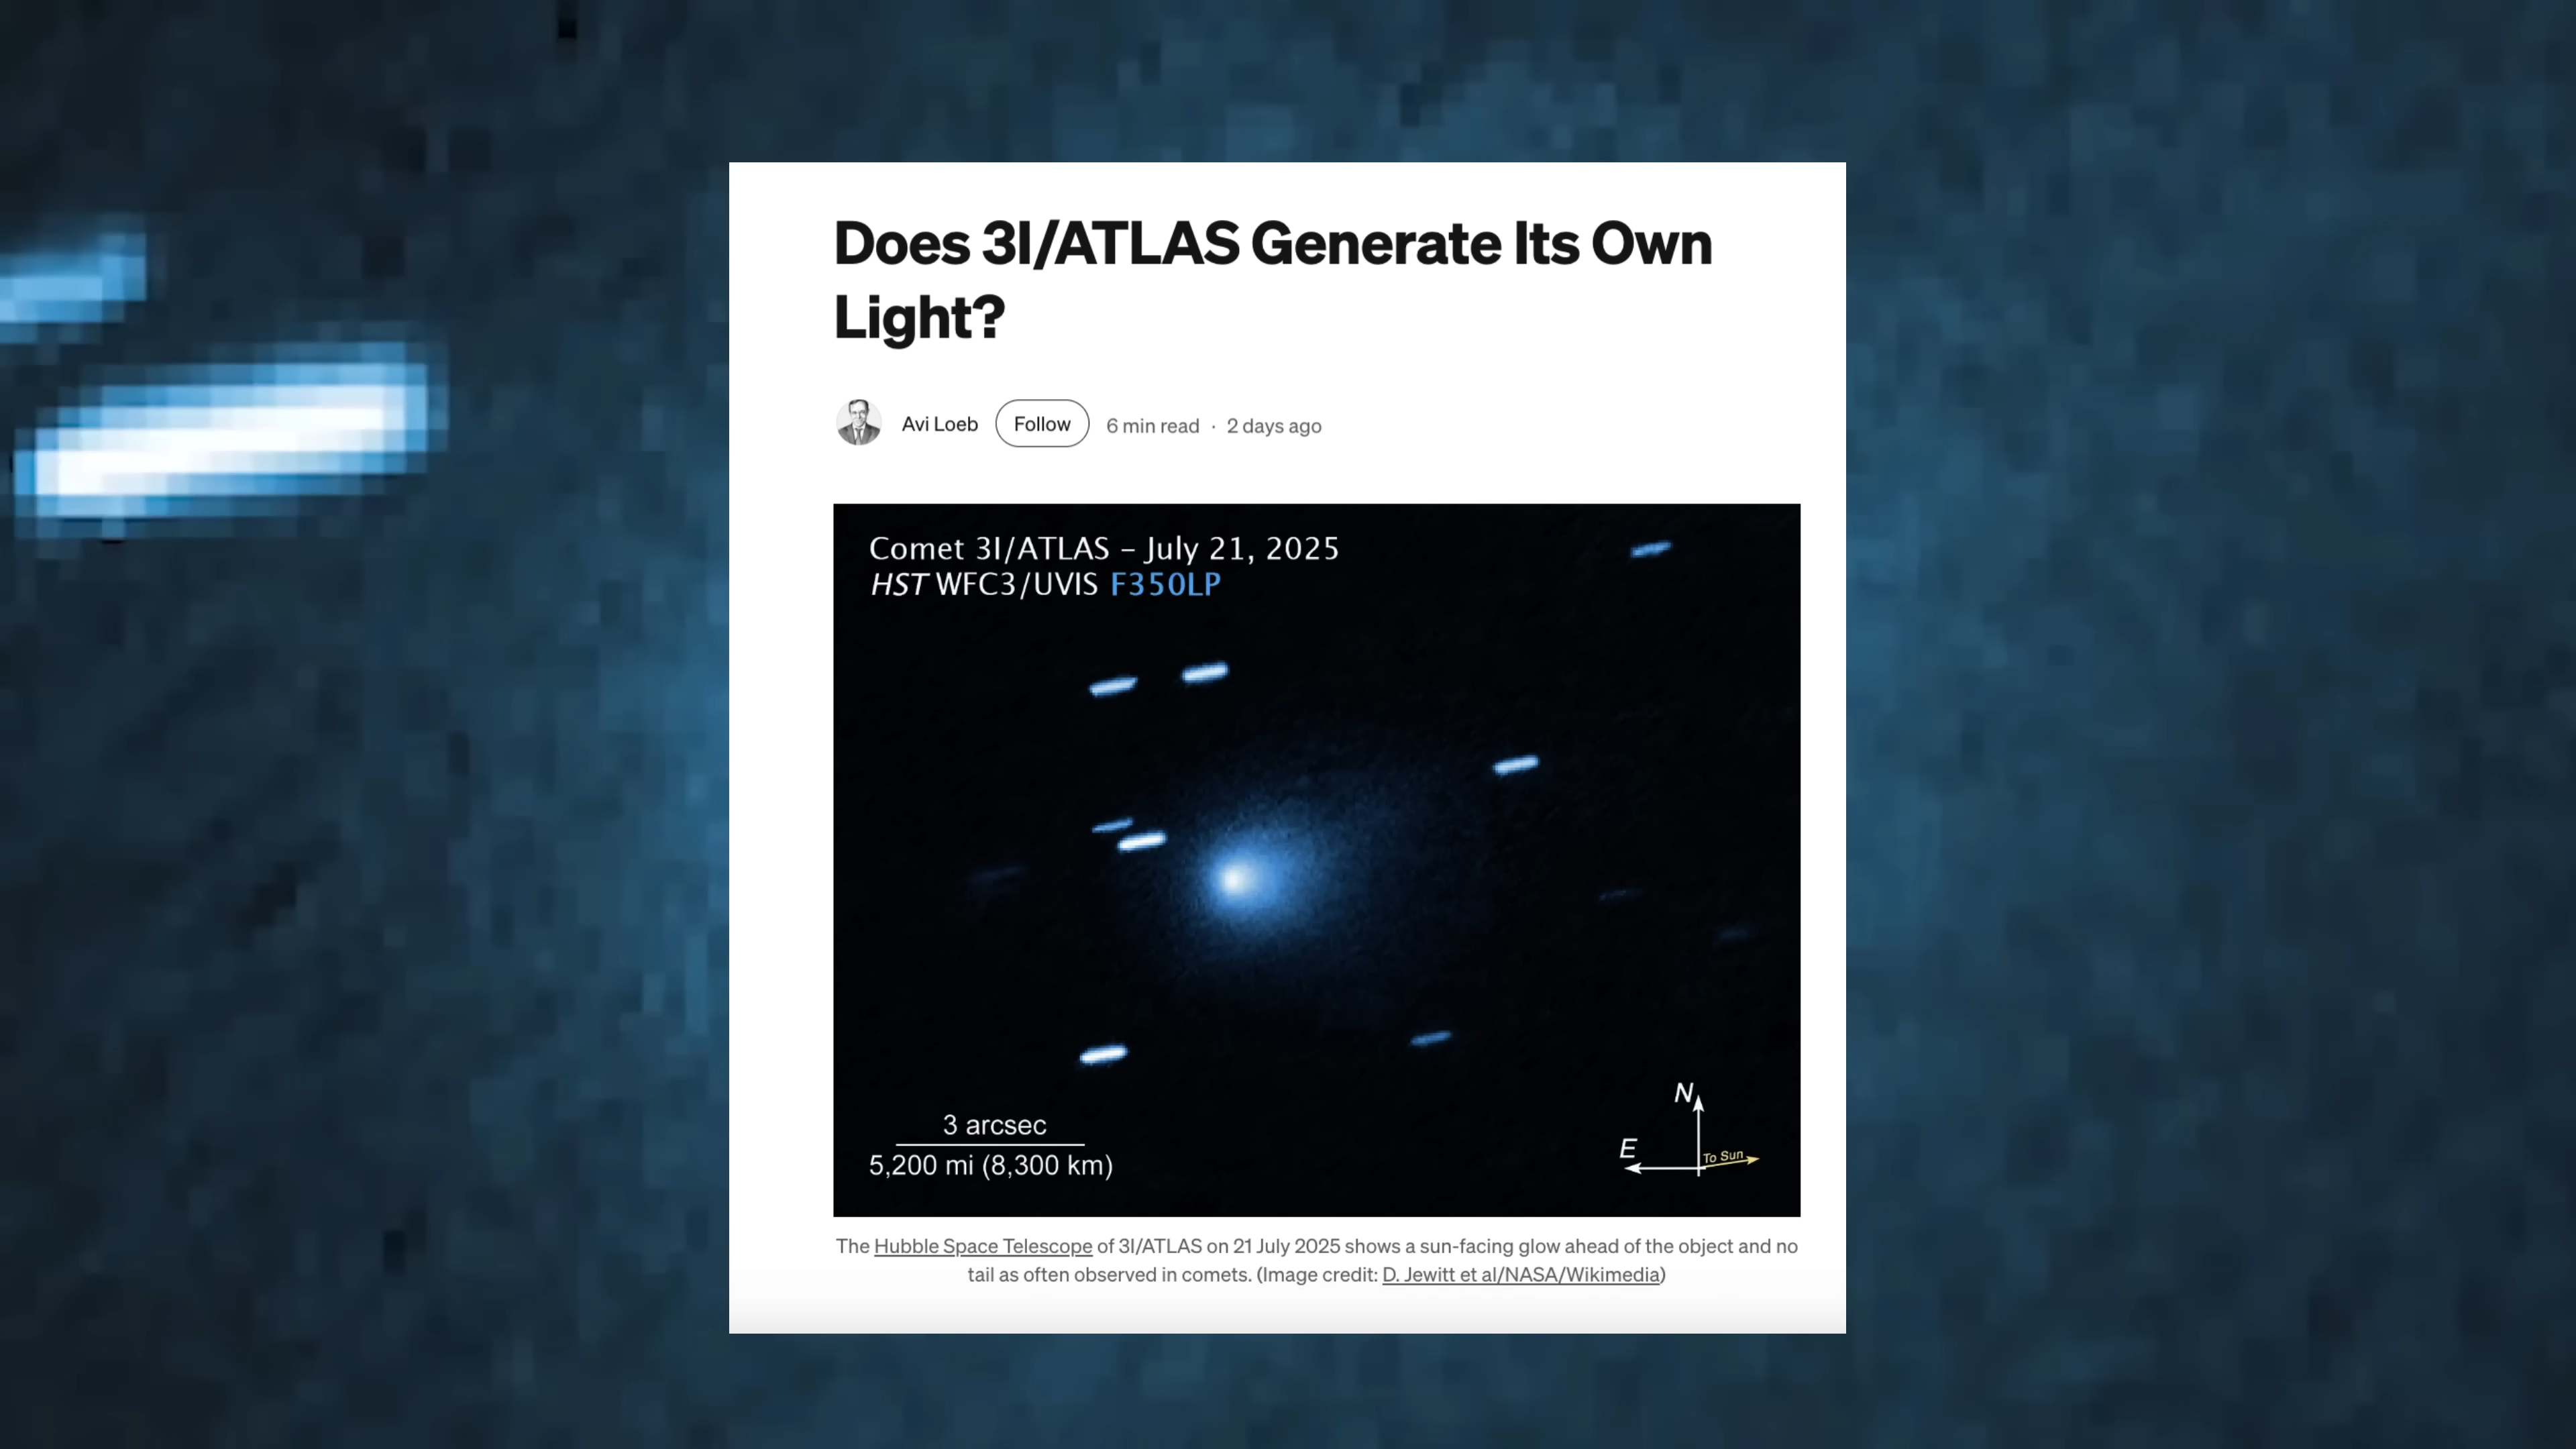 Does 3I/ATLAS Generate Its Own
Light?
Avi Loeb Follow 6 min read · 2 days ago
Comet 3I/ATLAS – July 21, 2025
HST WFC3/UVIS F350LP
N
E
To Sun
3 arcsec
5,200 mi (8,300 km)
The Hubble Space Telescope of 3I/ATLAS on 21 July 2025 shows a sun-facing glow ahead of the object and no
tail as often observed in comets. (Image credit: D. Jewitt et al/NASA/Wikimedia)